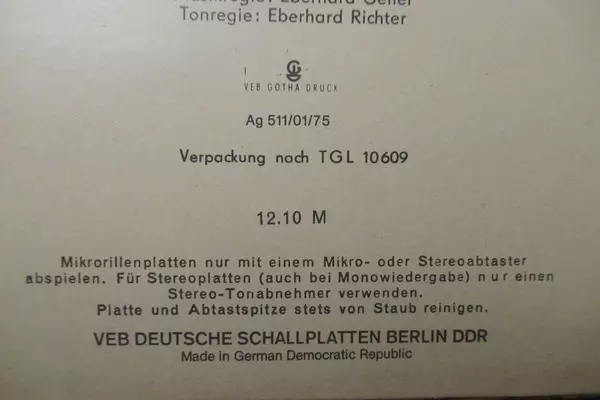 Eberhard Geller
Tonregie: Eberhard Richter
VEB GOTHA DRUCK
Ag 511/01/75
Verpackung nach TGL 10609
12.10 M
Mikrorillenplatten nur mit einem Mikro- oder Stereoabtaster
abspielen. Für Stereoplatten (auch bei Monowiedergabe) nur einen
Stereo-Tonabnehmer verwenden.
Platte und Abtastspitze stets von Staub reinigen.
VEB DEUTSCHE SCHALLPLATTEN BERLIN DDR
Made in German Democratic Republic